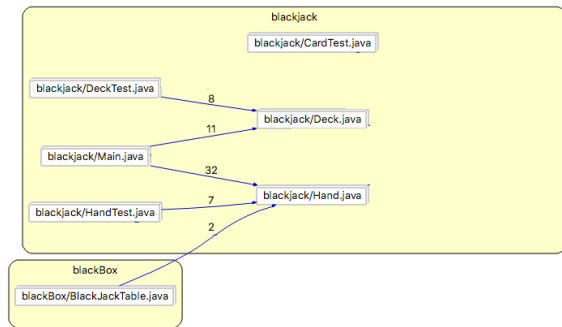 blackjack
blackjack/CardTest.java
blackjack/DeckTest.java
8
blackjack/Deck.java
11
blackjack/Main.java
32
blackjack/Hand.java
7
blackjack/HandTest.java
2
blackBox
blackBox/BlackJackTable.java